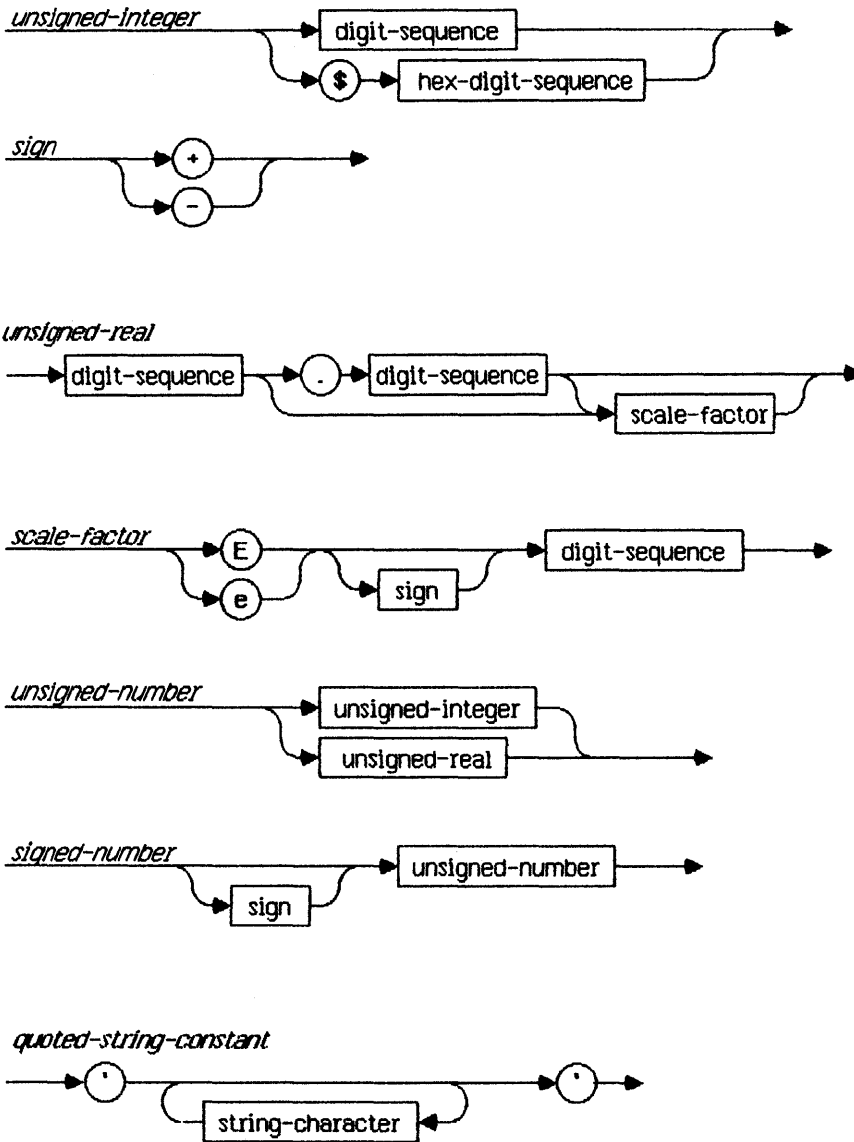 unsigned-integer
digit-sequence
$ hex-digit-sequence
sign
+
-
unsigned-real
digit-sequence . digit-sequence
scale-factor
scale-factor
E digit-sequence
e sign
unsigned-number
unsigned-integer
unsigned-real
signed-number
unsigned-number
sign
quoted-string-constant
' '
string-character